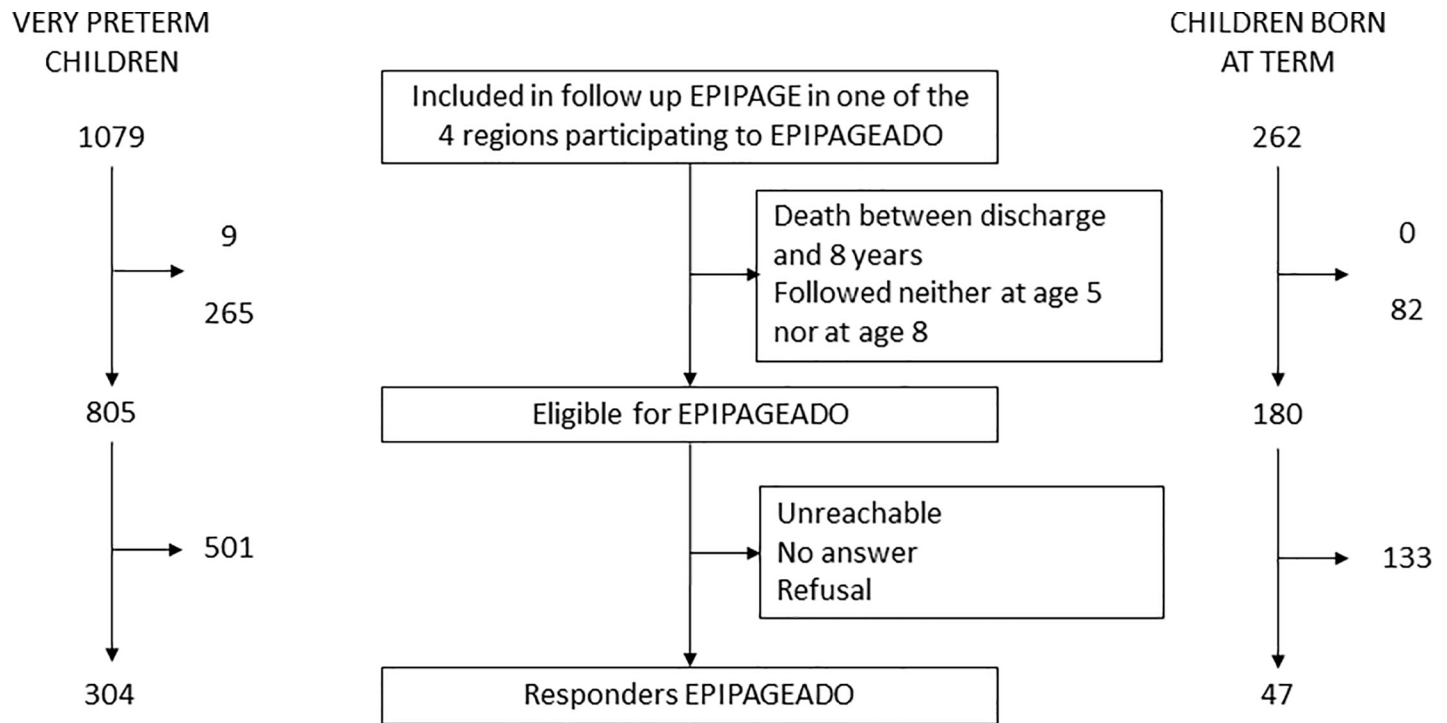 VERY PRETERM
CHILDREN
CHILDREN BORN
AT TERM
Included in follow up EPIPAGE in one of the
4 regions participating to EPIPAGEADO
1079
262
Death between discharge
and 8 years
Followed neither at age 5
nor at age 8
9
265
0
82
805
Eligible for EPIPAGEADO
180
501
Unreachable
No answer
Refusal
133
304
Responders EPIPAGEADO
47